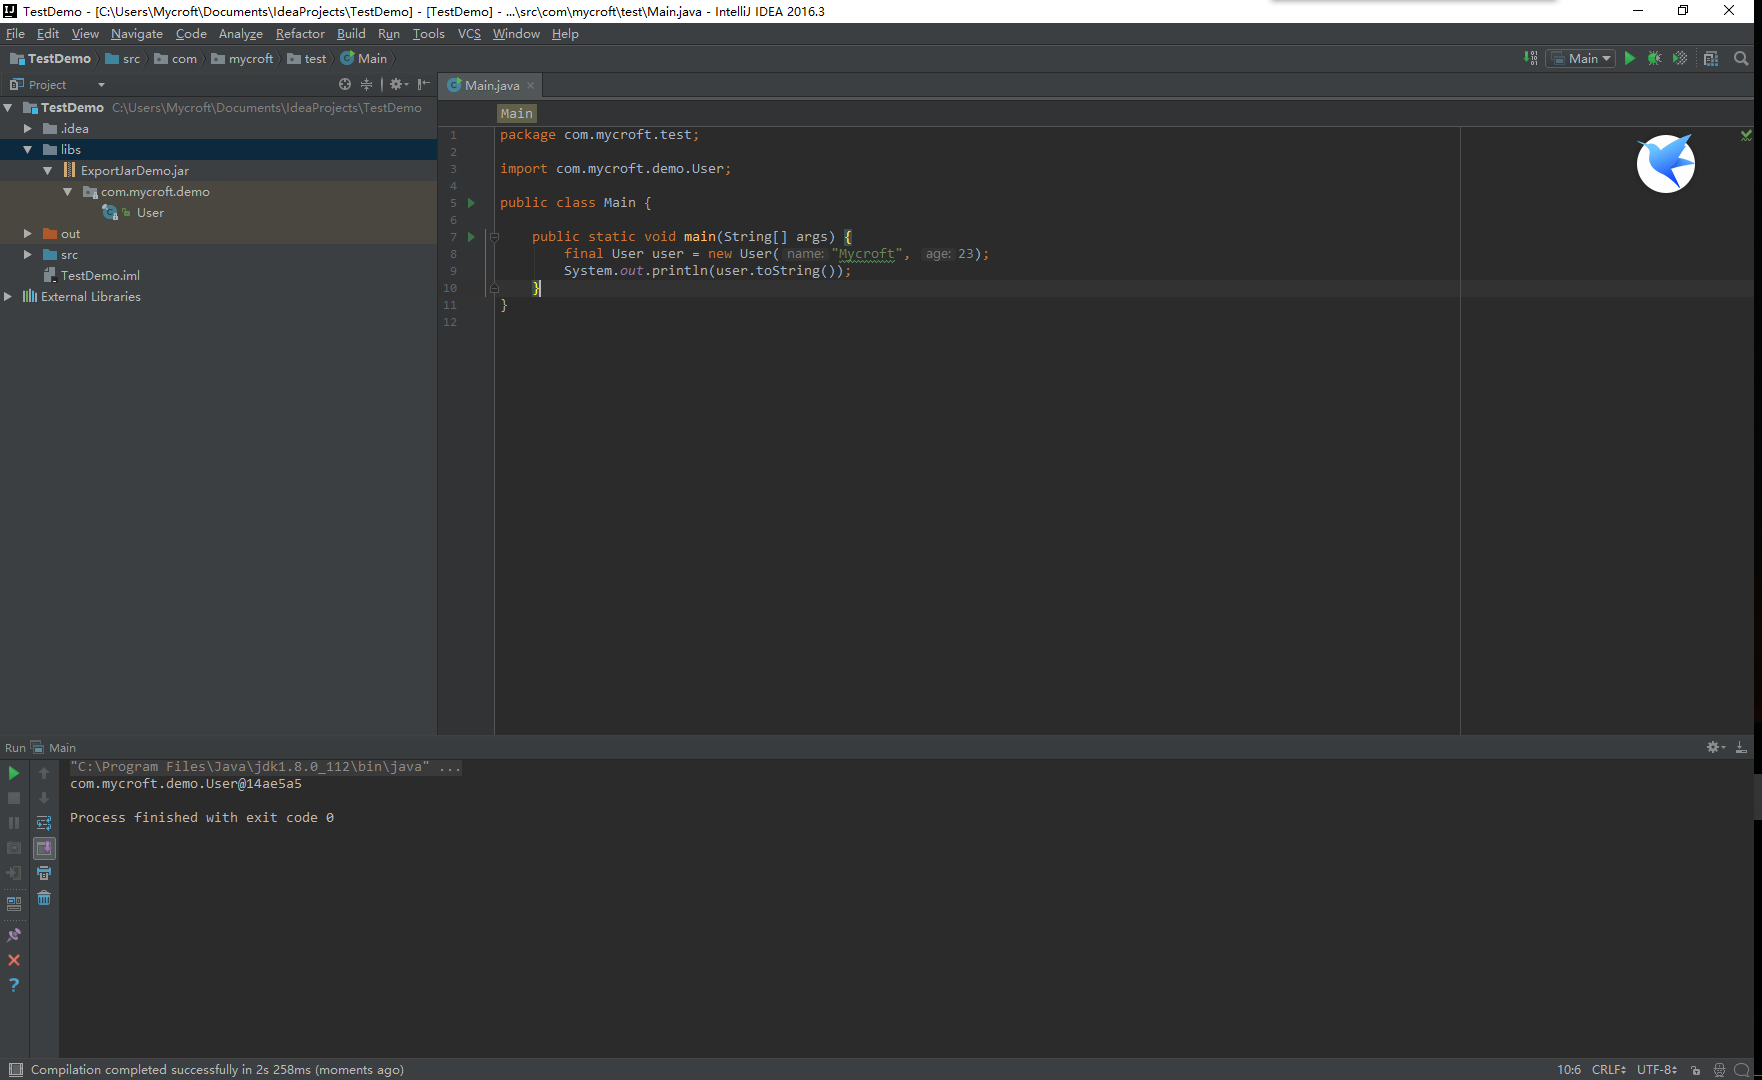 TestDemo - [C:\Users\Mycroft\Documents\IdeaProjects\TestDemo] - [TestDemo] - ...\src\com\mycroft\test\Main.java - IntelliJ IDEA 2016.3
File Edit View Navigate Code Analyze Refactor Build Run Tools VCS Window Help
TestDemo src com mycroft test Main
Main
Project
Main.java
TestDemo C:\Users\Mycroft\Documents\IdeaProjects\TestDemo
.idea
libs
ExportJarDemo.jar
com.mycroft.demo
User
out
src
TestDemo.iml
External Libraries
Main
1 package com.mycroft.test;
2
3 import com.mycroft.demo.User;
4
5 public class Main {
6
7 public static void main(String[] args) {
8 final User user = new User( name: "Mycroft", age: 23);
9 System.out.println(user.toString());
10 }
11 }
12
Run Main
"C:\Program Files\Java\jdk1.8.0_112\bin\java" ...
com.mycroft.demo.User@14ae5a5
Process finished with exit code 0
Compilation completed successfully in 2s 258ms (moments ago)
10:6 CRLF UTF-8